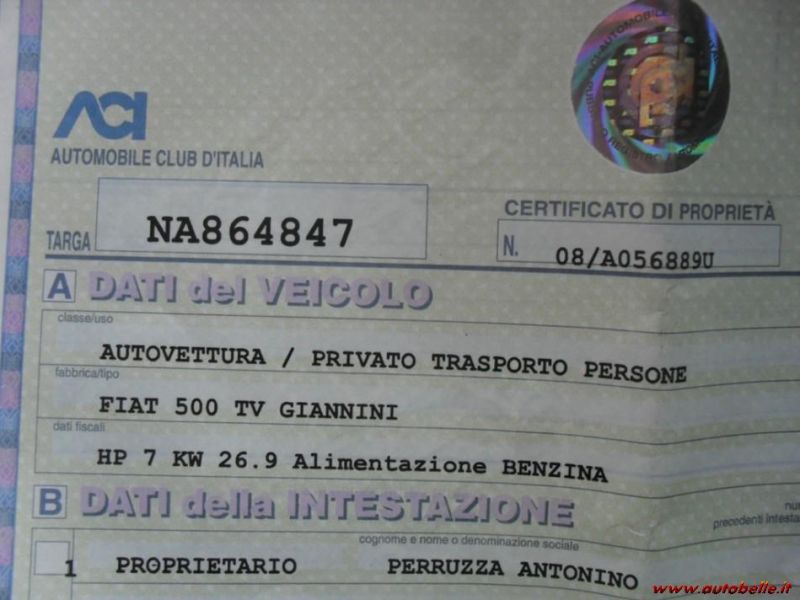 ACI
AUTOMOBILE CLUB D'ITALIA
TARGA NA864847
CERTIFICATO DI PROPRIETÀ
N. 08/A056889U
A DATI del VEICOLO
classe/uso
AUTOVETTURA / PRIVATO TRASPORTO PERSONE
fabbrica/tipo
FIAT 500 TV GIANNINI
dati fiscali
HP 7 KW 26.9 Alimentazione BENZINA
B DATI della INTESTAZIONE
precedenti intesta
cognome e nome o denominazione sociale
1 PROPRIETARIO PERRUZZA ANTONINO
www.autobelle.it